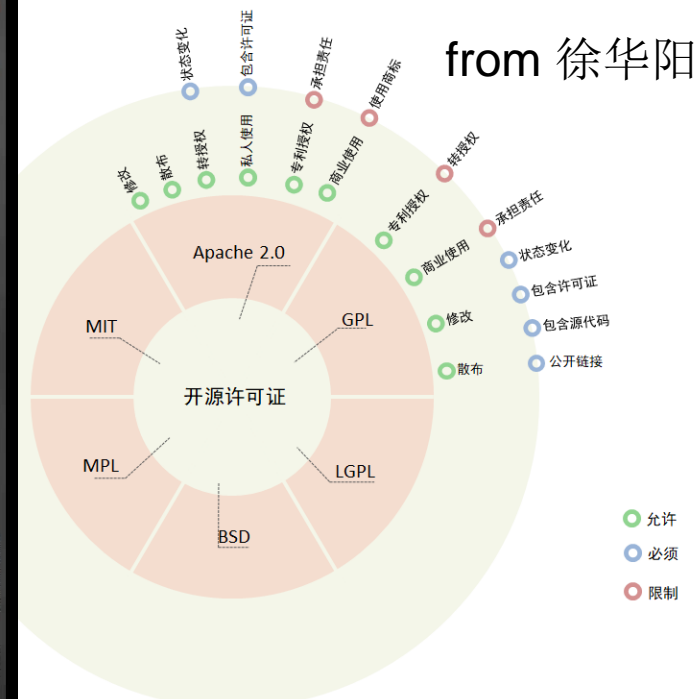 from 徐华阳
状态变化
包含许可证
承担责任
使用商标
转授权
承担责任
状态变化
包含许可证
包含源代码
公开链接
修改
散布
转授权
私人使用
专利授权
商业使用
专利授权
商业使用
修改
散布
Apache 2.0
MIT
GPL
开源许可证
MPL
LGPL
BSD
允许
必须
限制